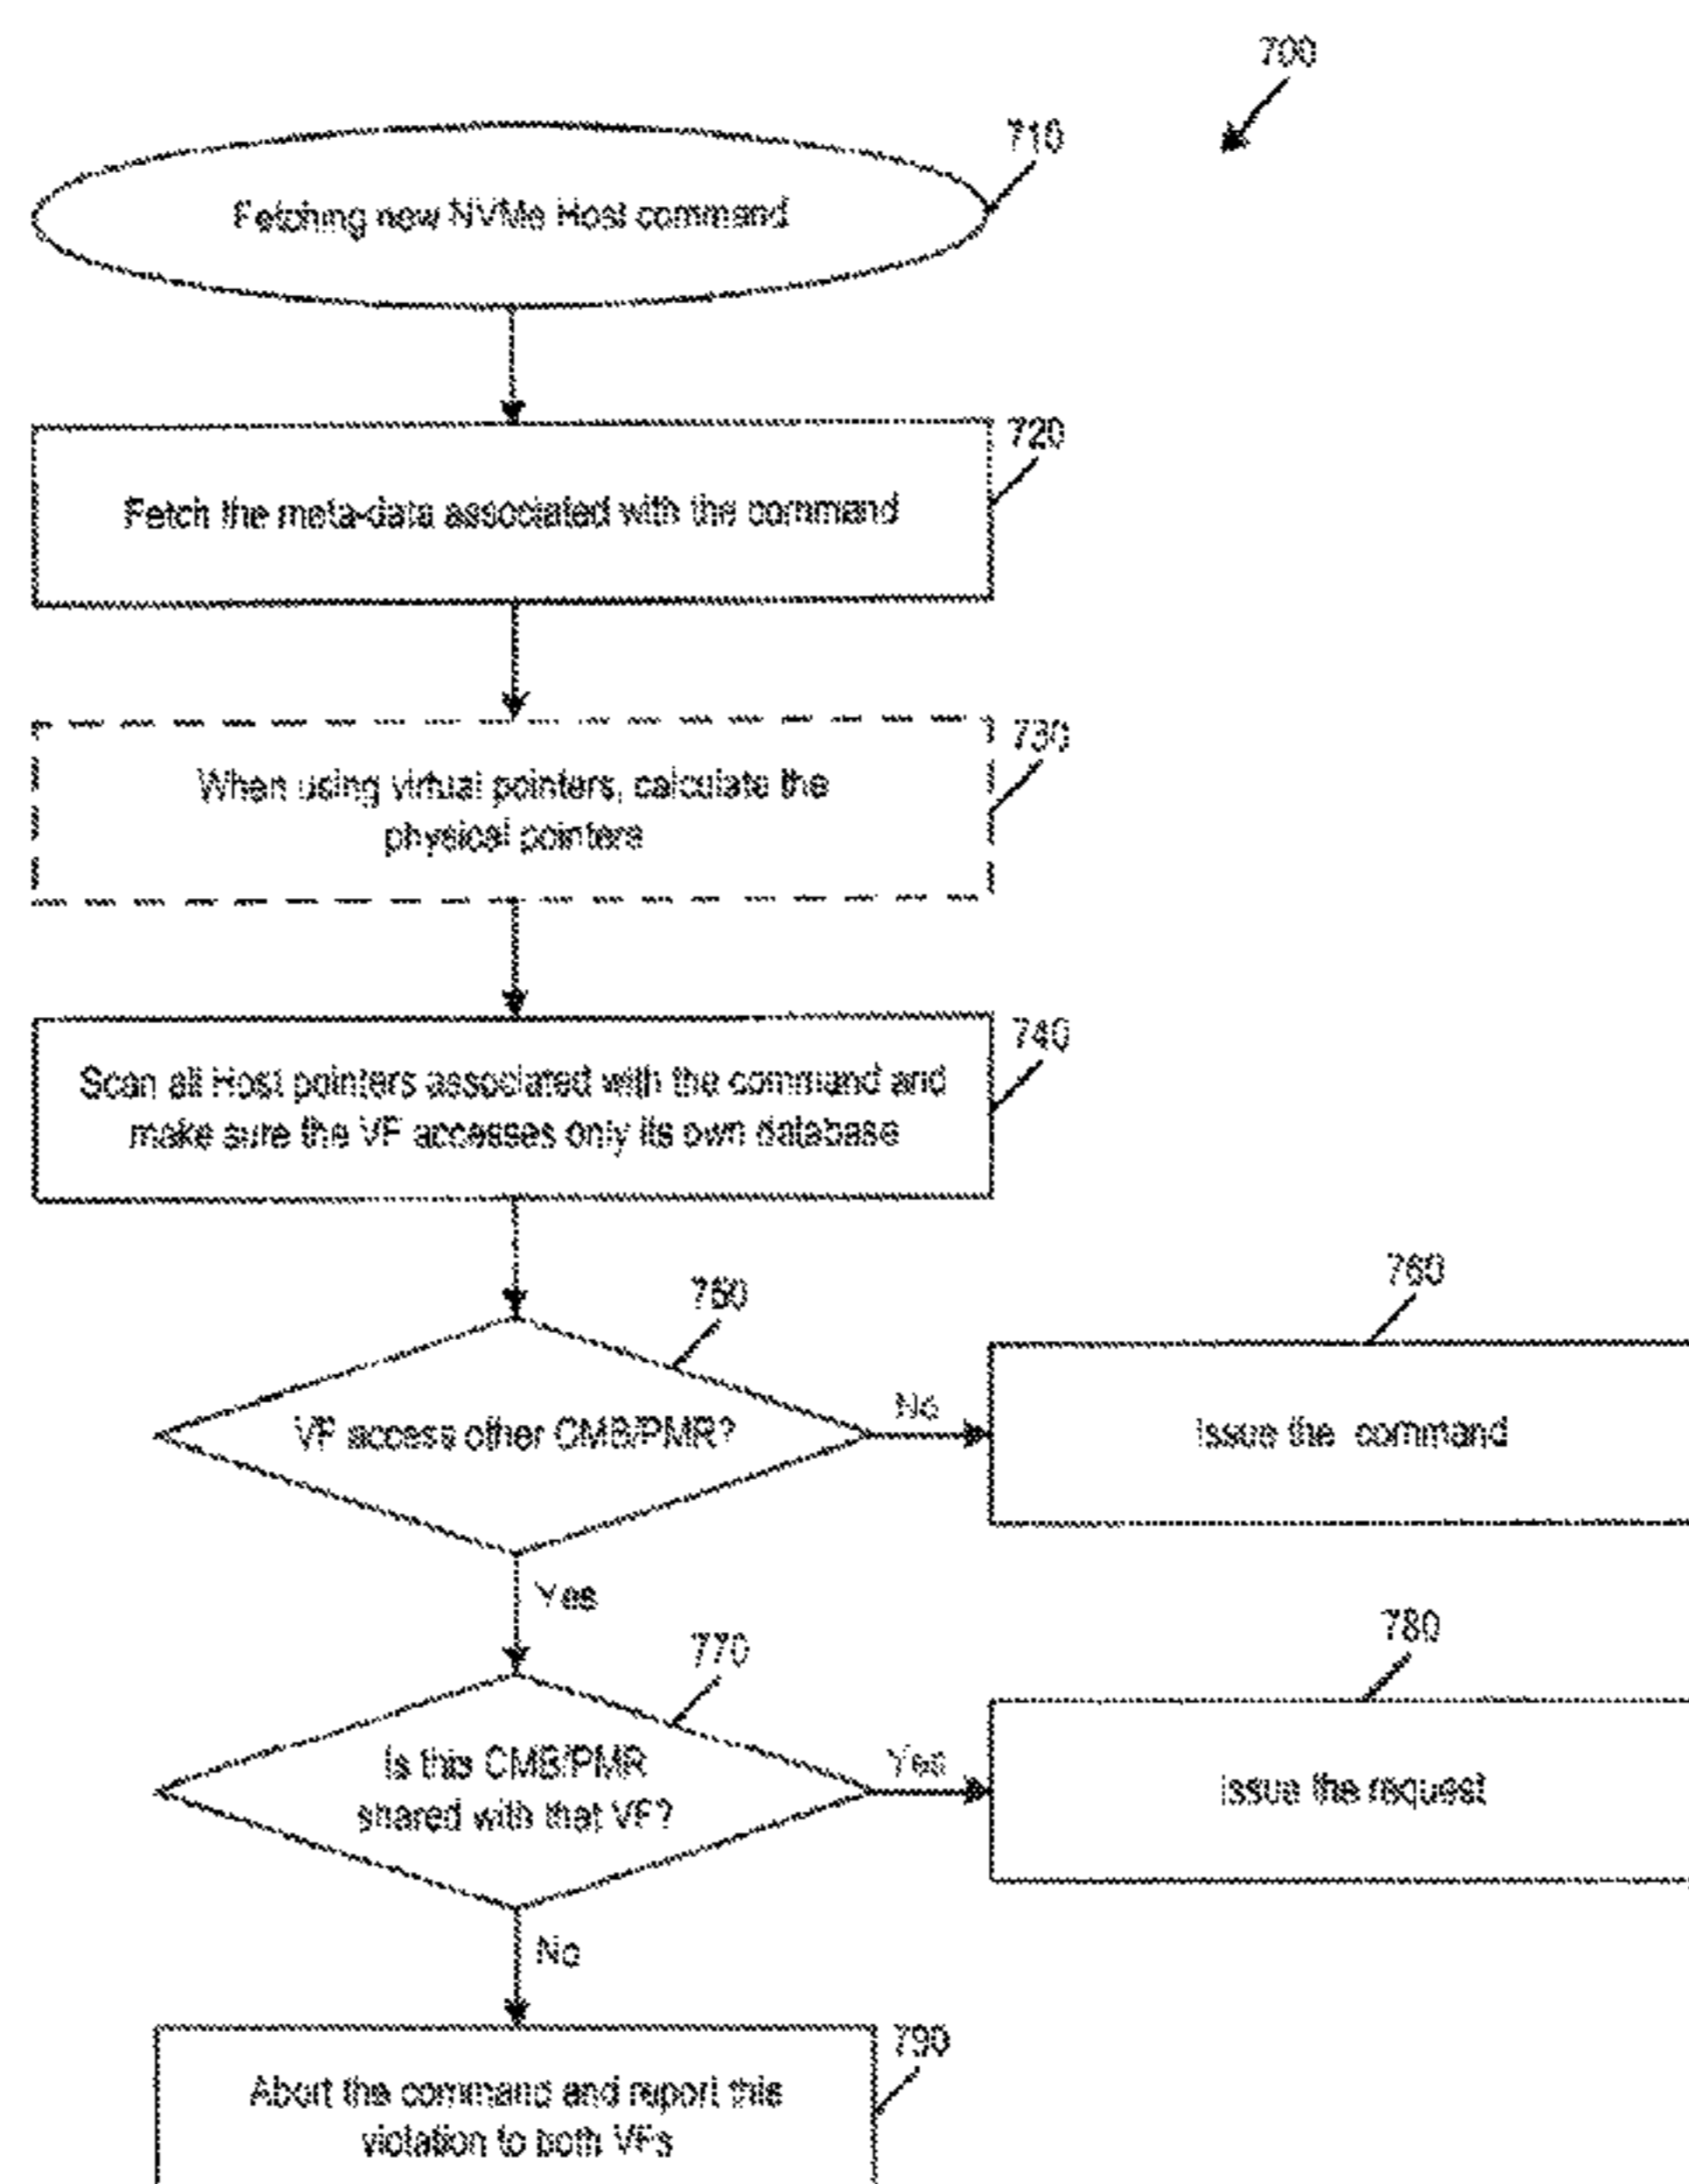 700
710
Fetching new NVMe Host command
720
Fetch the meta-data associated with the command
730
When using virtual pointers, calculate the
physical pointers
740
Scan all Host pointers associated with the command and
make sure the VF accesses only its own database
750
VF access other CMB/PMR?
No
760
Issue the command
Yes
770
Is this CMB/PMR
shared with that VF?
Yes
780
Issue the request
No
790
Abort the command and report this
violation to both VFs